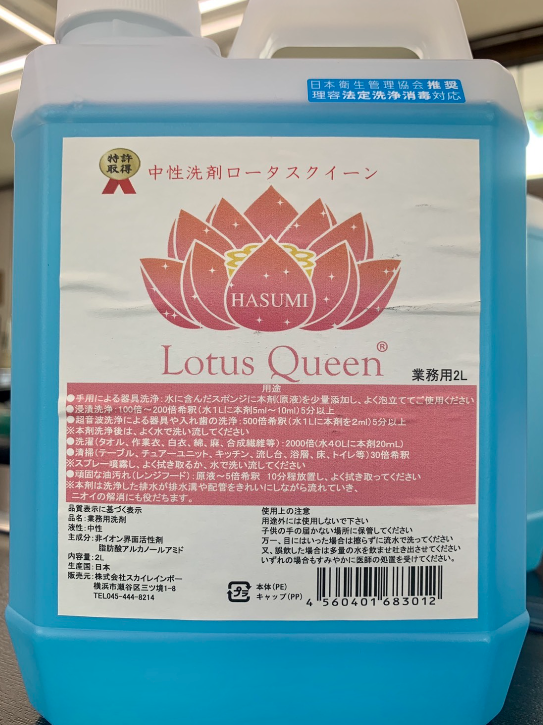 日本衛生管理協会推奨
理容法定洗浄消毒対応
特許
取得
中性洗剤ロータスクイーン
HASUMI
Lotus Queen®
業務用2L
用途
●手用による器具洗浄:水に含んだスポンジに本剤(原液)を少量添加し、よく泡立ててご使用ください
●浸漬洗浄:100倍～200倍希釈(水1Lに本剤5ml～10ml)5分以上
●超音波洗浄による器具や入れ歯の洗浄:500倍希釈(水1Lに本剤を2ml)5分以上
※本剤洗浄後は、よく水で洗い流してください
●洗濯(タオル、作業衣、白衣、綿、麻、合成繊維等):2000倍(水40Lに本剤20mL)
●清掃(テーブル、チュアーユニット、キッチン、流し台、浴層、床、トイレ等)30倍希釈
※スプレー噴霧し、よく拭き取るか、水で洗い流してください
●頑固な油汚れ(レンジフード):原液～5倍希釈 10分程放置し、よく拭き取ってください
※本剤は洗浄した排水が排水溝や配管をきれいにしながら流れていき、
ニオイの解消にも役だちます。
品質表示に基づく表示
品名:業務用洗剤
液性:中性
主成分:非イオン界面活性剤
脂肪酸アルカノールアミド
内容量:2L
生産国:日本
販売元:株式会社スカイレインボー
横浜市瀬谷区三ツ境1-8
TEL045-444-8214
使用上の注意
用途外には使用しないで下さい
子供の手の届かない場所に保管してください
万一、目にはいった場合は擦らずに流水で洗ってください
又、誤飲した場合は多量の水を飲ませ吐き出させてください
いずれの場合もすみやかに医師の処置を受けてください。
プラ
本体(PE)
キャップ(PP)
4 560401 683012